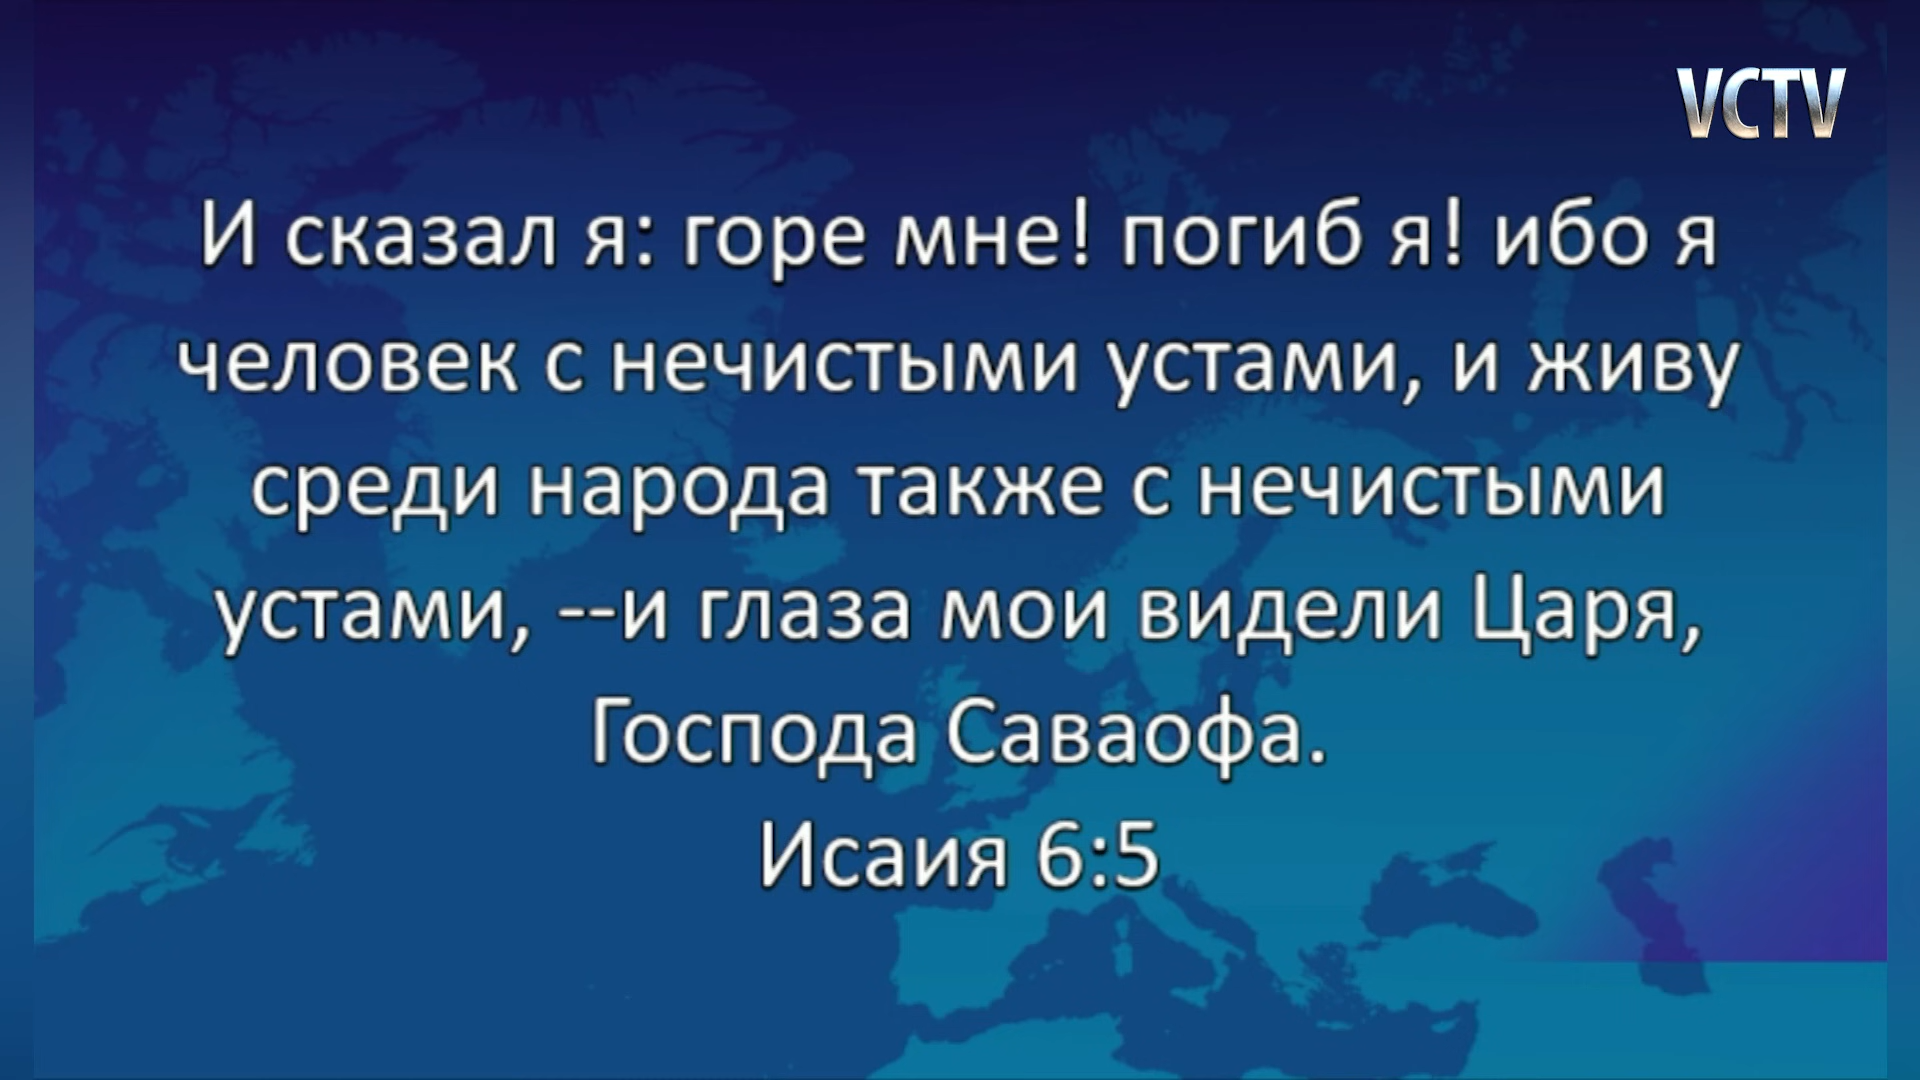 VCTV
И сказал я: горе мне! погиб я! ибо я
человек с нечистыми устами, и живу
среди народа также с нечистыми
устами, --и глаза мои видели Царя,
Господа Саваофа.
Исаия 6:5